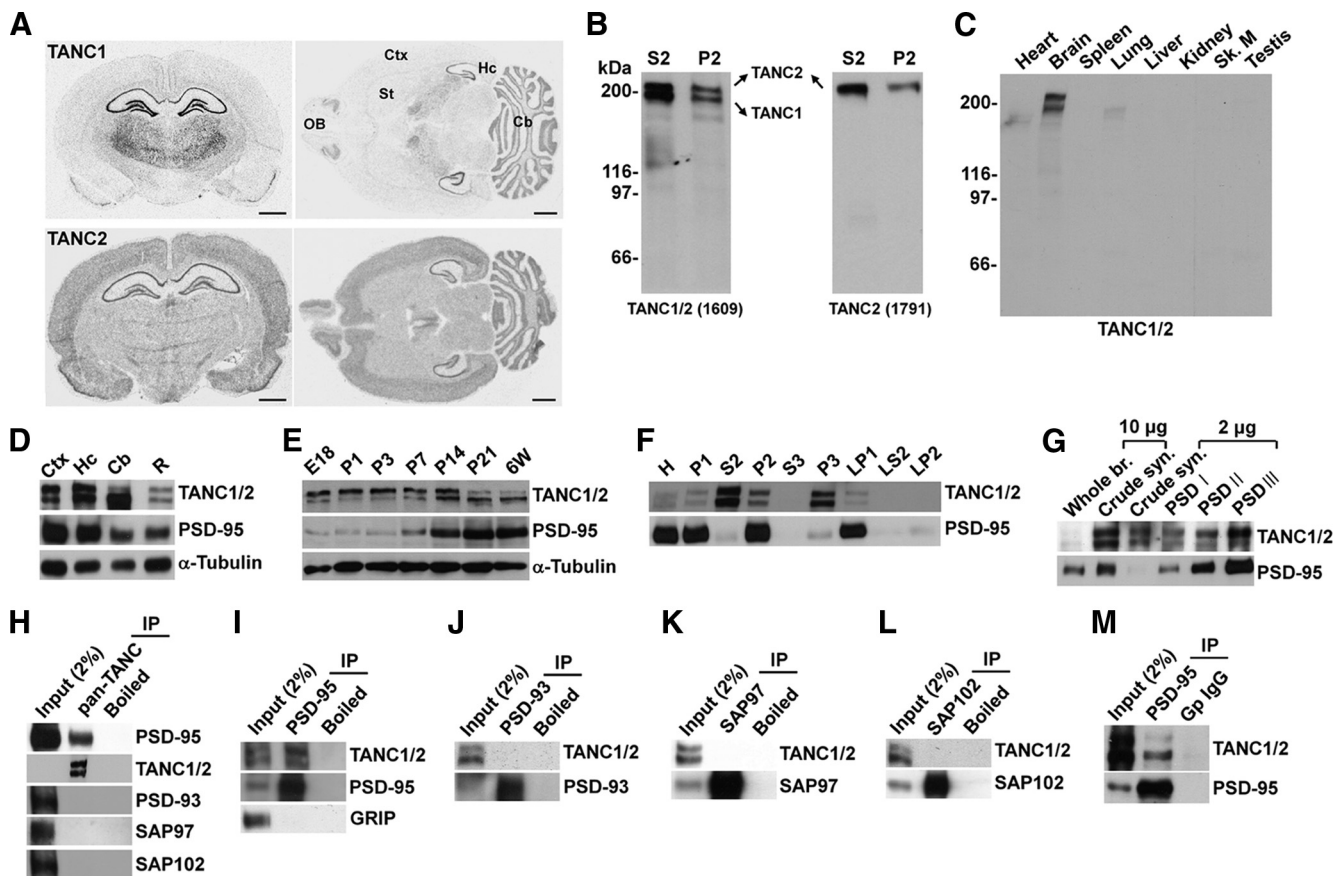 A
TANC1
Ctx
Hc
St
OB
Cb
TANC2
B
S2 P2
kDa
200-
116-
97-
66-
TANC2
TANC1
TANC1/2 (1609)
S2 P2
TANC2 (1791)
C
Heart Brain Spleen Lung Liver Kidney Sk. M Testis
200-
116-
97-
66-
TANC1/2
D
Ctx Hc Cb R
TANC1/2
PSD-95
α-Tubulin
E
E18 P1 P3 P7 P14 P21 6W
TANC1/2
PSD-95
α-Tubulin
F
H P1 S2 P2 S3 P3 LP1 LS2 LP2
TANC1/2
PSD-95
G
10 µg
2 µg
Whole br. Crude syn. Crude syn. PSD I PSD II PSD III
TANC1/2
PSD-95
H
IP
Input (2%) pan-TANC Boiled
PSD-95
TANC1/2
PSD-93
SAP97
SAP102
I
IP
Input (2%) PSD-95 Boiled
TANC1/2
PSD-95
GRIP
J
IP
Input (2%) PSD-93 Boiled
TANC1/2
PSD-93
K
IP
Input (2%) SAP97 Boiled
TANC1/2
SAP97
L
IP
Input (2%) SAP102 Boiled
TANC1/2
SAP102
M
IP
Input (2%) PSD-95 Gp IgG
TANC1/2
PSD-95